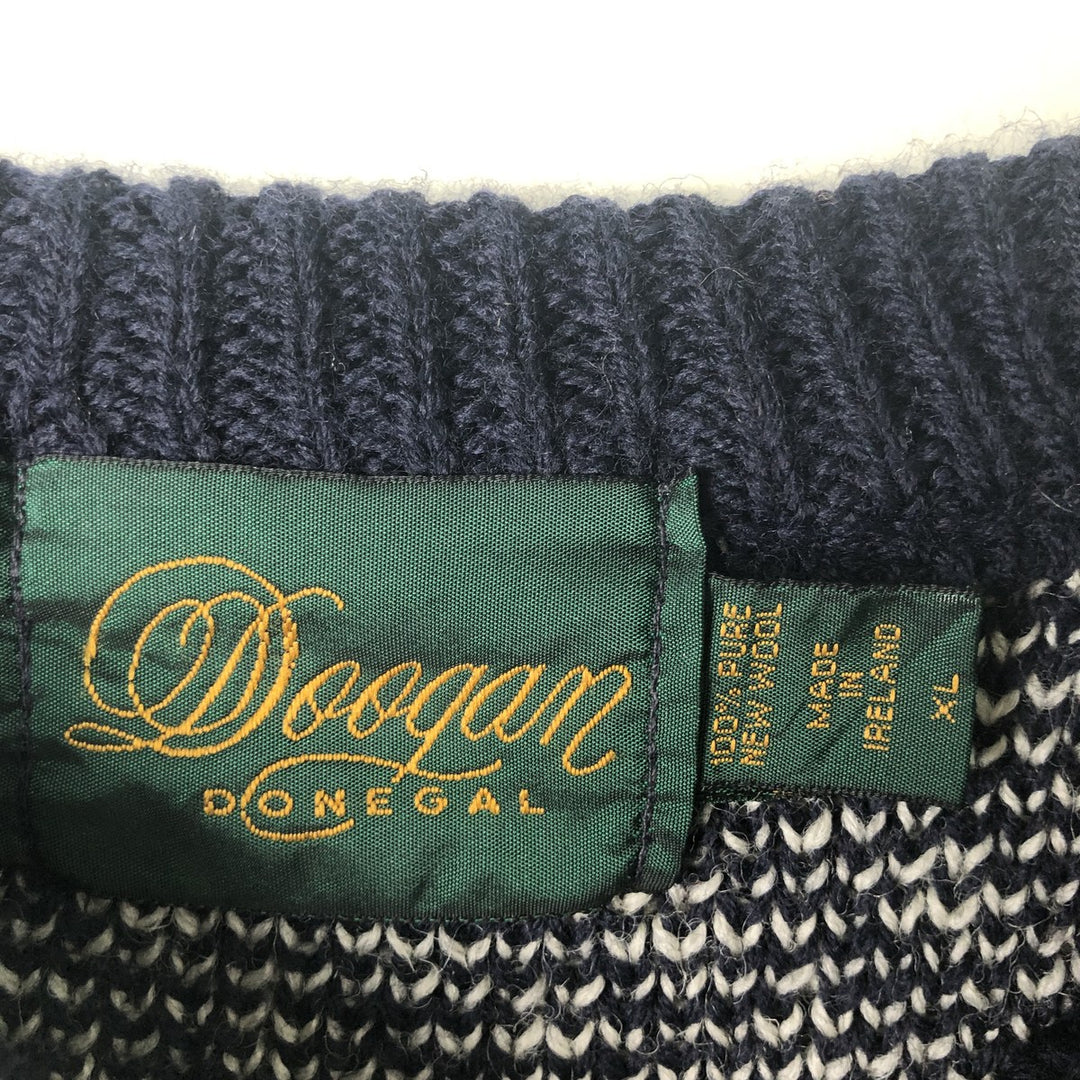 Doogan
DONEGAL
100% PURE
NEW WOOL
MADE
IN
IRELAND
XL